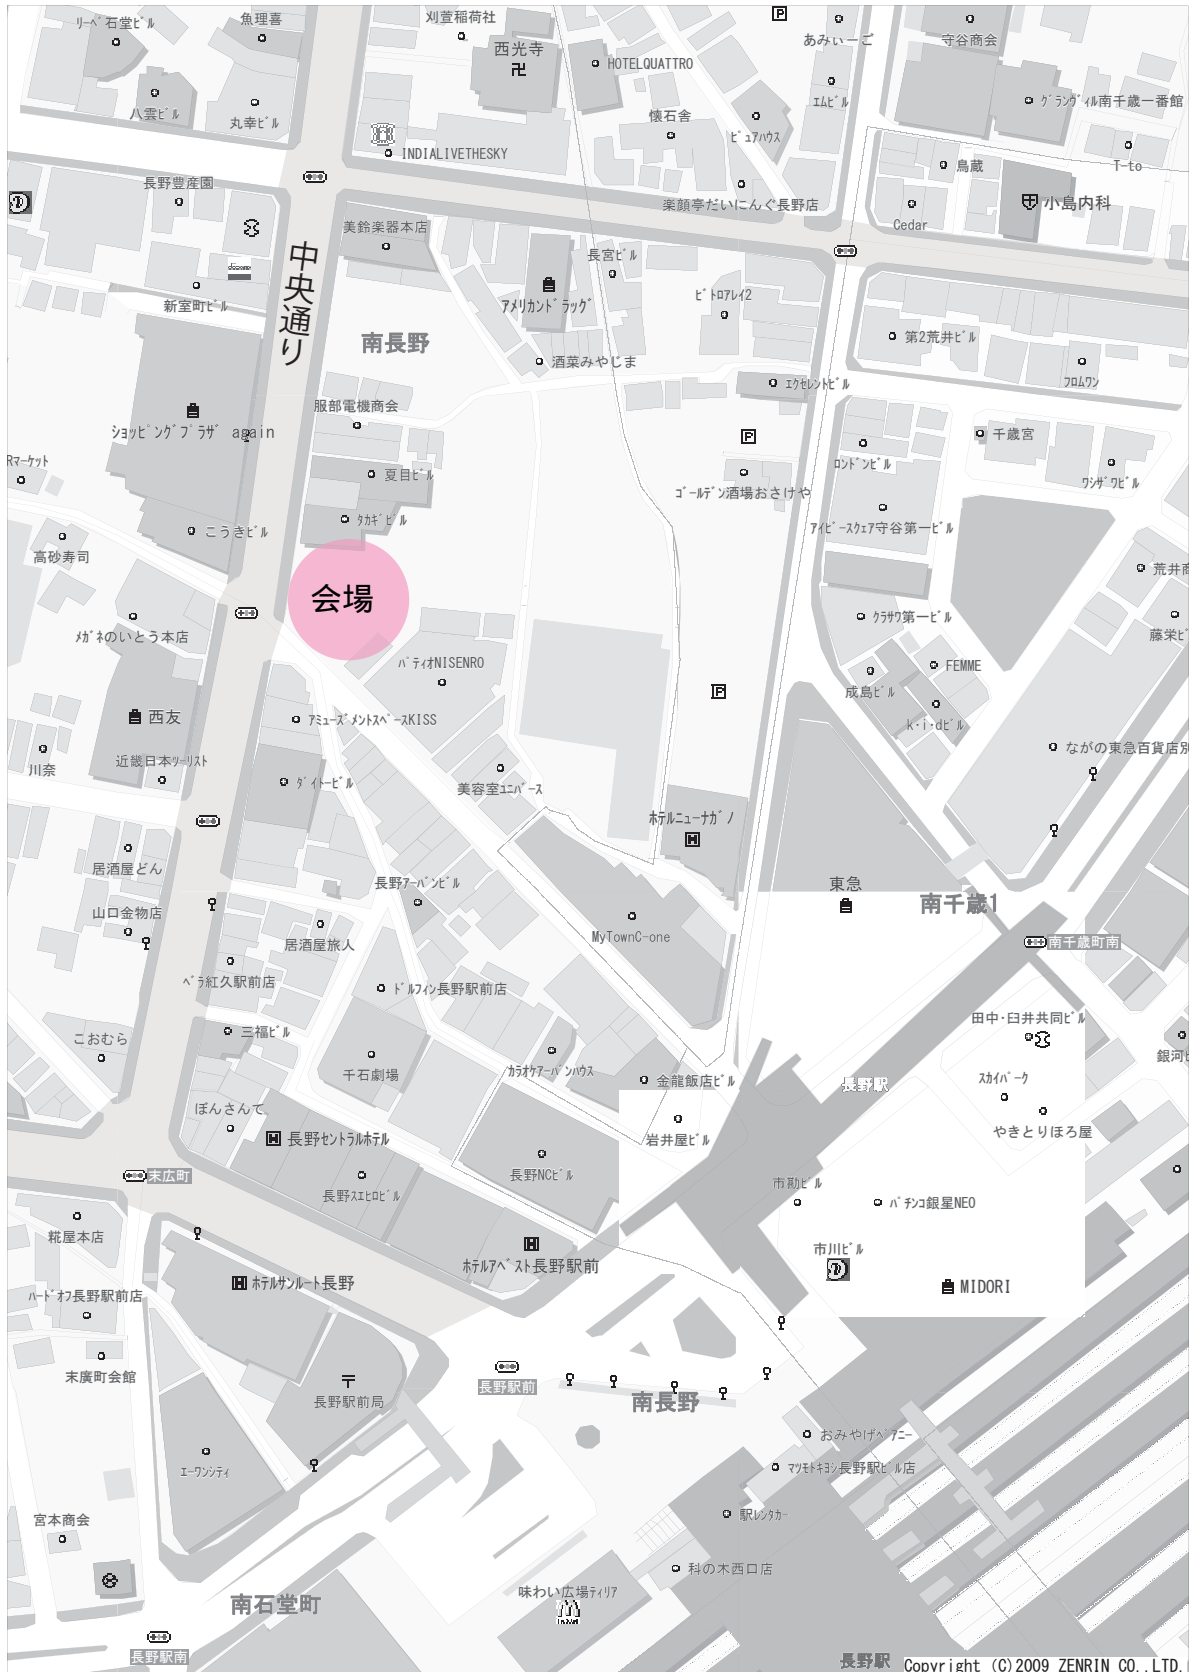 リーベ石堂ビル
魚理喜
刈萱稲荷社
西光寺
HOTELQUATTRO
P
あみぃーご
守谷商会
八雲ビル
丸幸ビル
懐石舎
ピュアハウス
エムビル
グランヴィル南千歳一番館
INDIALIVETHESKY
長野豊産園
楽顔亭だいにんぐ長野店
鳥蔵
T-to
Cedar
小島内科
美鈴楽器本店
中央通り
新室町ビル
アメリカンドラッグ
長宮ビル
ビトロアレイ2
第2荒井ビル
南長野
酒菜みやじま
エクセレントビル
フロムワン
服部電機商会
ショッピングプラザ again
P
千歳宮
Rマーケット
夏目ビル
ロンドンビル
ワシザワビル
ゴールデン酒場おさけや
タカギビル
アイビースクェア守谷第一ビル
こうきビル
高砂寿司
会場
クラサワ第一ビル
メガネのいとう本店
パティオNISENRO
FEMME
成島ビル
P
西友
アミューズメントスペースKISS
k・i・dビル
川奈
近畿日本ツーリスト
ダイトービル
美容室ユニバース
ホテルニューナガノ
H
居酒屋どん
長野アーバンビル
東急
南千歳1
山口金物店
居酒屋旅人
MyTownC-one
南千歳町南
ベラ紅久駅前店
ドルフィン長野駅前店
こおむら
三福ビル
田中・臼井共同ビル
千石劇場
カラオケアーバンハウス
金龍飯店ビル
長野駅
スカイパーク
ぼんさんて
岩井屋ビル
やきとりほろ屋
H
長野セントラルホテル
末広町
長野スエヒロビル
長野NCビル
市勘ビル
パチンコ銀星NEO
糀屋本店
H
ホテルアベスト長野駅前
市川ビル
H
ホテルサンルート長野
MIDORI
ハードオフ長野駅前店
末廣町会館
〒
長野駅前局
長野駅前
南長野
エーワンシティ
おみやげベアニー
マツモトキヨシ長野駅ビル店
宮本商会
駅レンタカー
科の木西口店
味わい広場ティリア
南石堂町
長野駅南
長野駅
Copyright (C)2009 ZENRIN CO.,LTD.